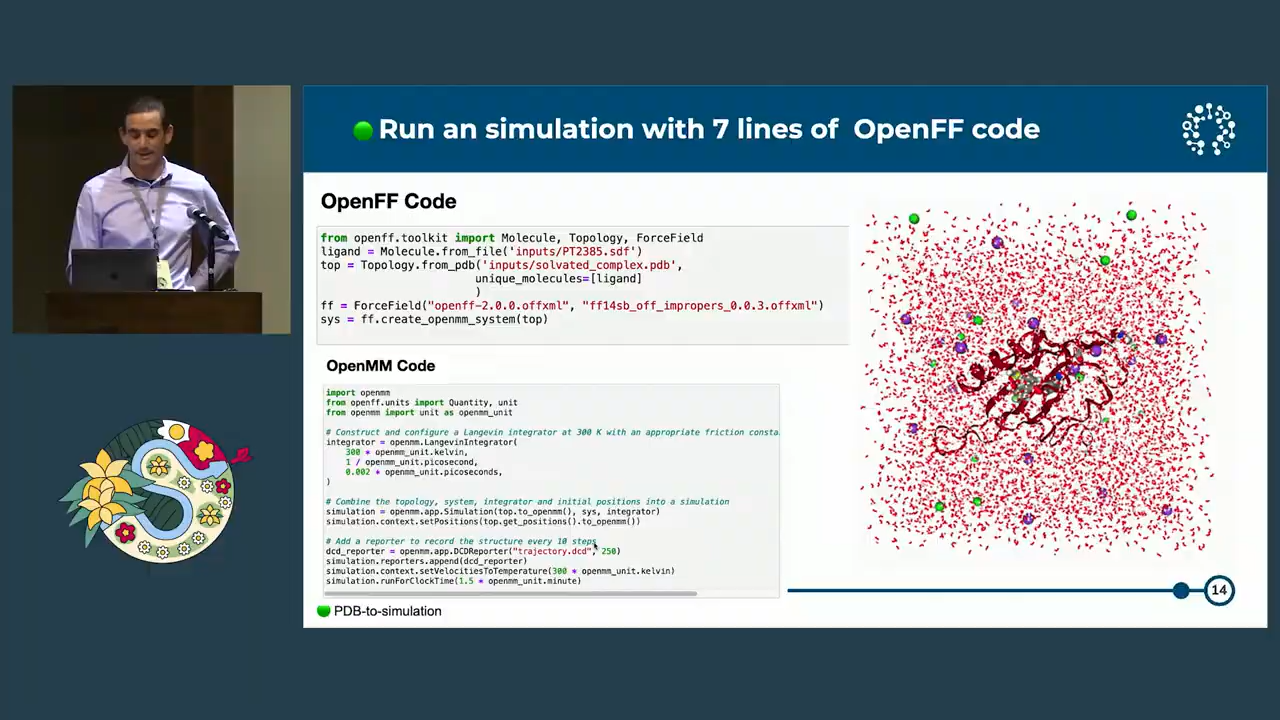 Run an simulation with 7 lines of OpenFF code
OpenFF Code
from openff.toolkit import Molecule, Topology, ForceField
ligand = Molecule.from_file('inputs/PT2385.sdf')
top = Topology.from_pdb('inputs/solvated_complex.pdb',
unique_molecules=[ligand]
)
ff = ForceField("openff-2.0.0.offxml", "ff14sb_off_impropers_0.0.3.offxml")
sys = ff.create_openmm_system(top)
OpenMM Code
import openmm
from openff.units import Quantity, unit
from openmm import unit as openmm_unit
# Construct and configure a Langevin integrator at 300 K with an appropriate friction consta
integrator = openmm.LangevinIntegrator(
300 * openmm_unit.kelvin,
1 / openmm_unit.picosecond,
0.002 * openmm_unit.picoseconds,
)
# Combine the topology, system, integrator and initial positions into a simulation
simulation = openmm.app.Simulation(top.to_openmm(), sys, integrator)
simulation.context.setPositions(top.get_positions().to_openmm())
# Add a reporter to record the structure every 10 steps
dcd_reporter = openmm.app.DCDReporter("trajectory.dcd", 250)
simulation.reporters.append(dcd_reporter)
simulation.context.setVelocitiesToTemperature(300 * openmm_unit.kelvin)
simulation.runForClockTime(1.5 * openmm_unit.minute)
PDB-to-simulation
14